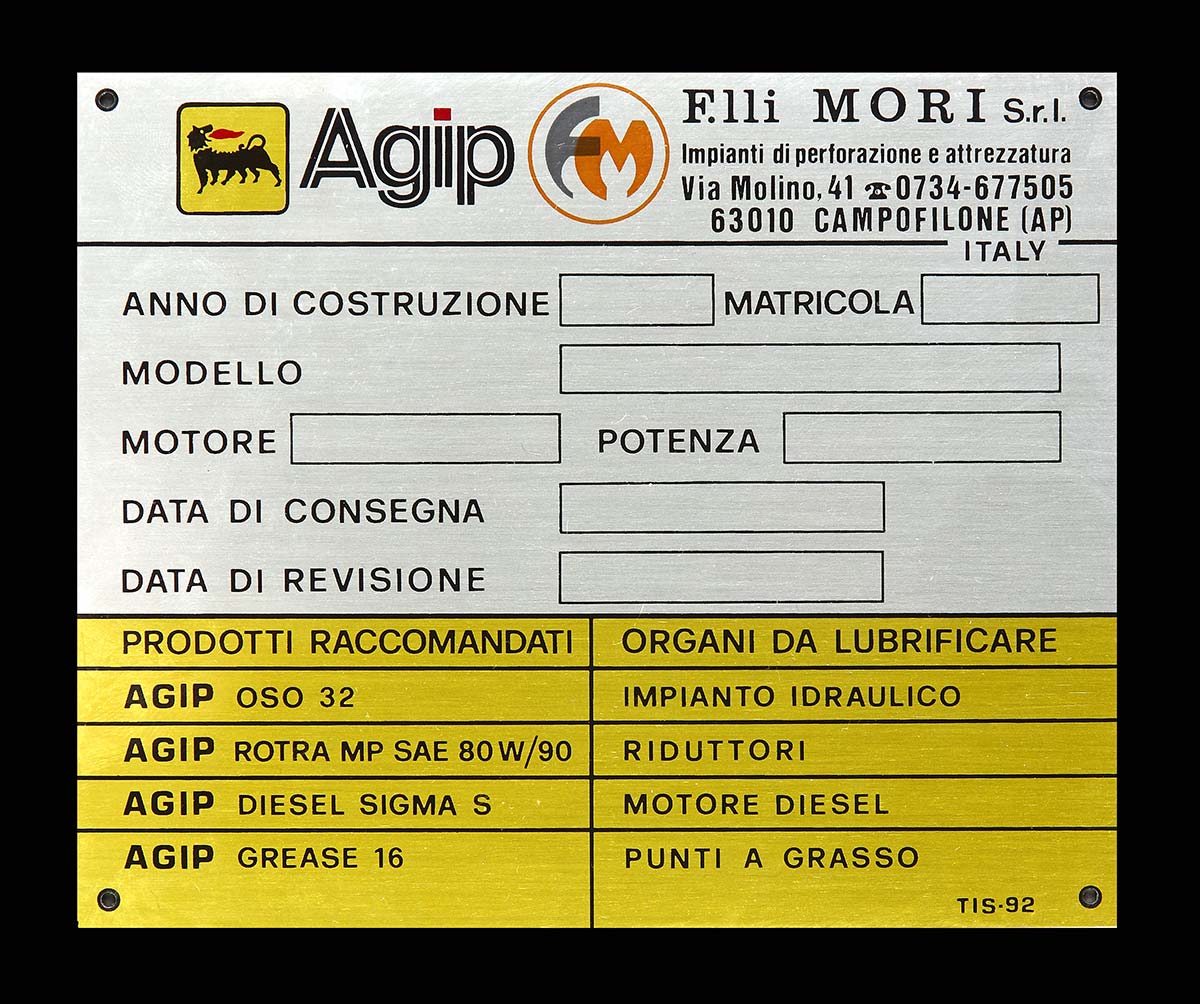 Agip
FM
F.lli MORI S.r.l.
Impianti di perforazione e attrezzatura
Via Molino, 41 ☎0734-677505
63010 CAMPOFILONE (AP)
ITALY
ANNO DI COSTRUZIONE MATRICOLA
MODELLO
MOTORE POTENZA
DATA DI CONSEGNA
DATA DI REVISIONE
PRODOTTI RACCOMANDATI ORGANI DA LUBRIFICARE
AGIP OSO 32 IMPIANTO IDRAULICO
AGIP ROTRA MP SAE 80W/90 RIDUTTORI
AGIP DIESEL SIGMA S MOTORE DIESEL
AGIP GREASE 16 PUNTI A GRASSO
TIS-92